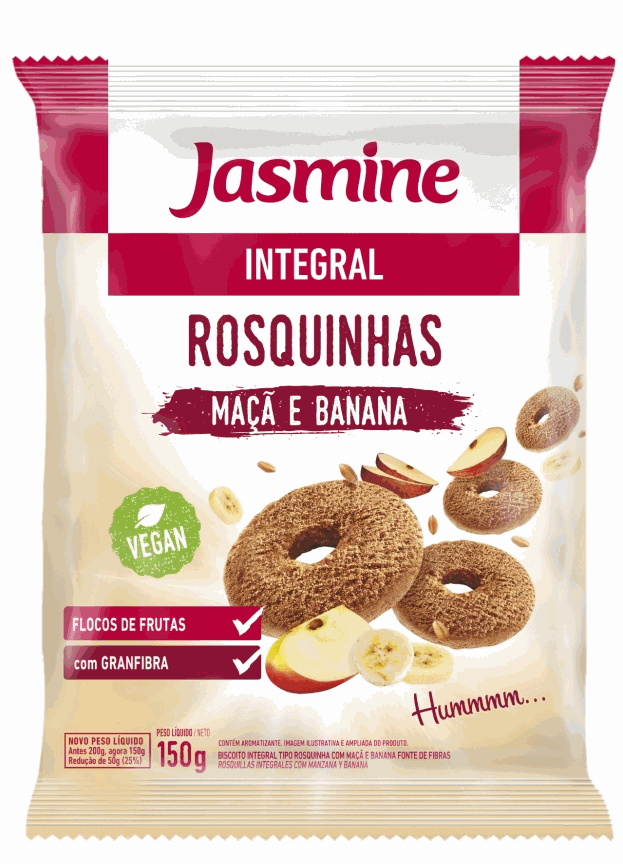 Jasmine
INTEGRAL
ROSQUINHAS
MAÇÃ E BANANA
VEGAN
FLOCOS DE FRUTAS
com GRANFIBRA
Hummmm...
NOVO PESO LÍQUIDO
Antes 200g, agora 150g
Redução de 50g (25%)
PESO LÍQUIDO / NETO
150g
CONTÉM AROMATIZANTE. IMAGEM ILUSTRATIVA E AMPLIADA DO PRODUTO.
BISCOITO INTEGRAL TIPO ROSQUINHA COM MAÇÃ E BANANA FONTE DE FIBRAS
ROSQUILLAS INTEGRALES CON MANZANA Y BANANA